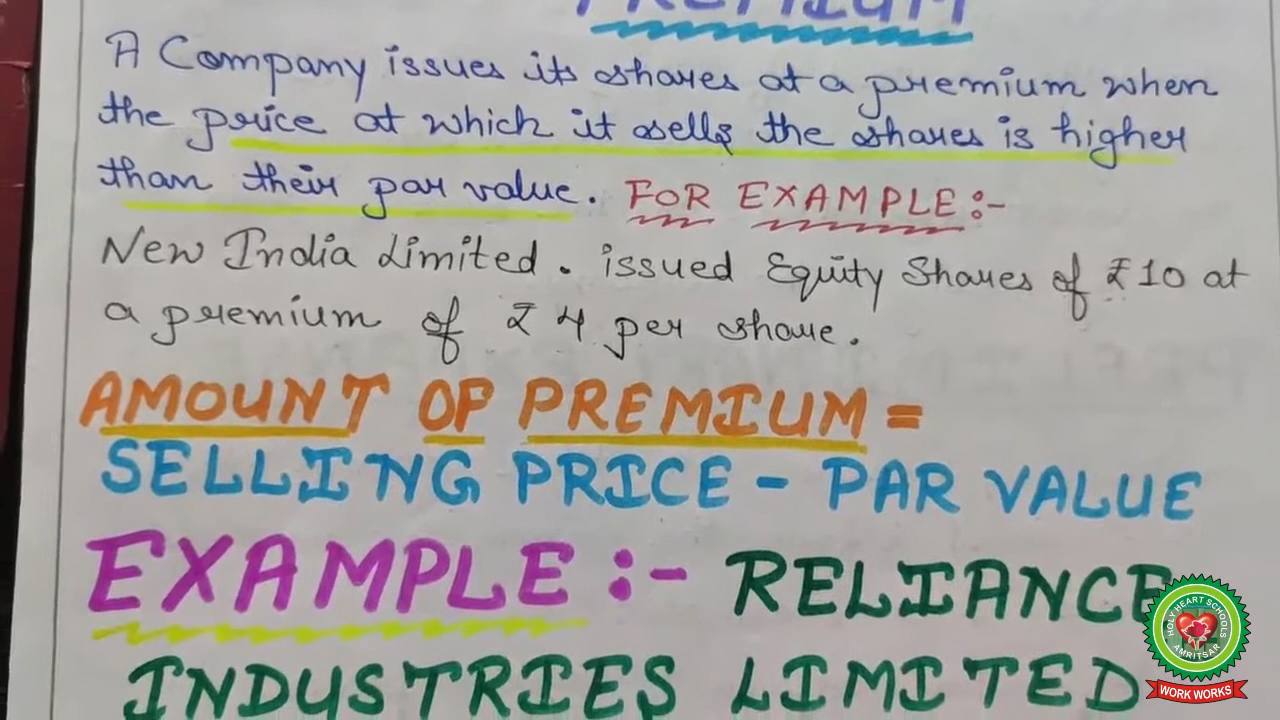 PREMIUM
A Company issues its shares at a premium when
the price at which it sells the shares is higher
than their par value. FOR EXAMPLE:-
New India Limited. issued Equity Shares of ₹10 at
a premium of ₹ 4 per share.
AMOUNT OF PREMIUM =
SELLING PRICE - PAR VALUE
EXAMPLE:- RELIANCE
INDUSTRIES LIMITED
HOLY HEART SCHOOLS
AMRITSAR
WORK WORKS